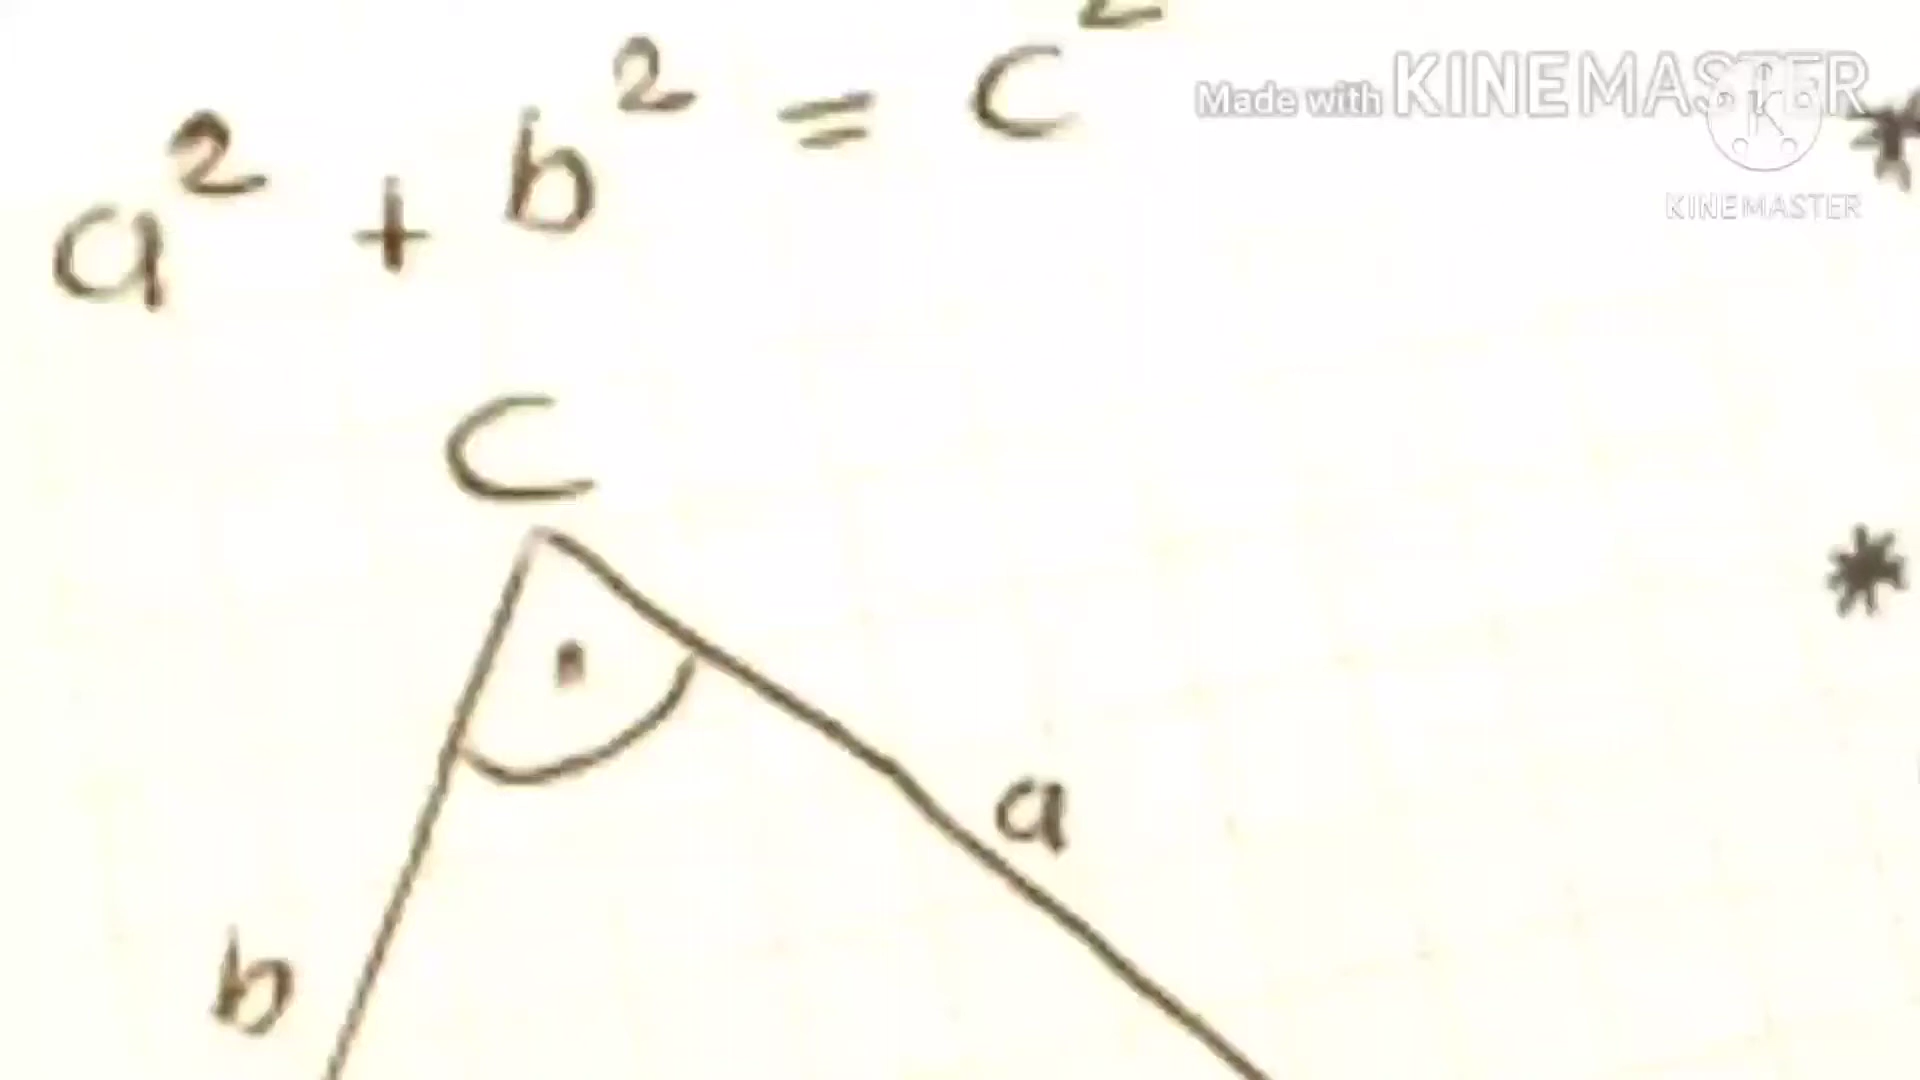 a² + b² = c²
Made with KINEMASTER
K
KINEMASTER
*
C
*
a
b